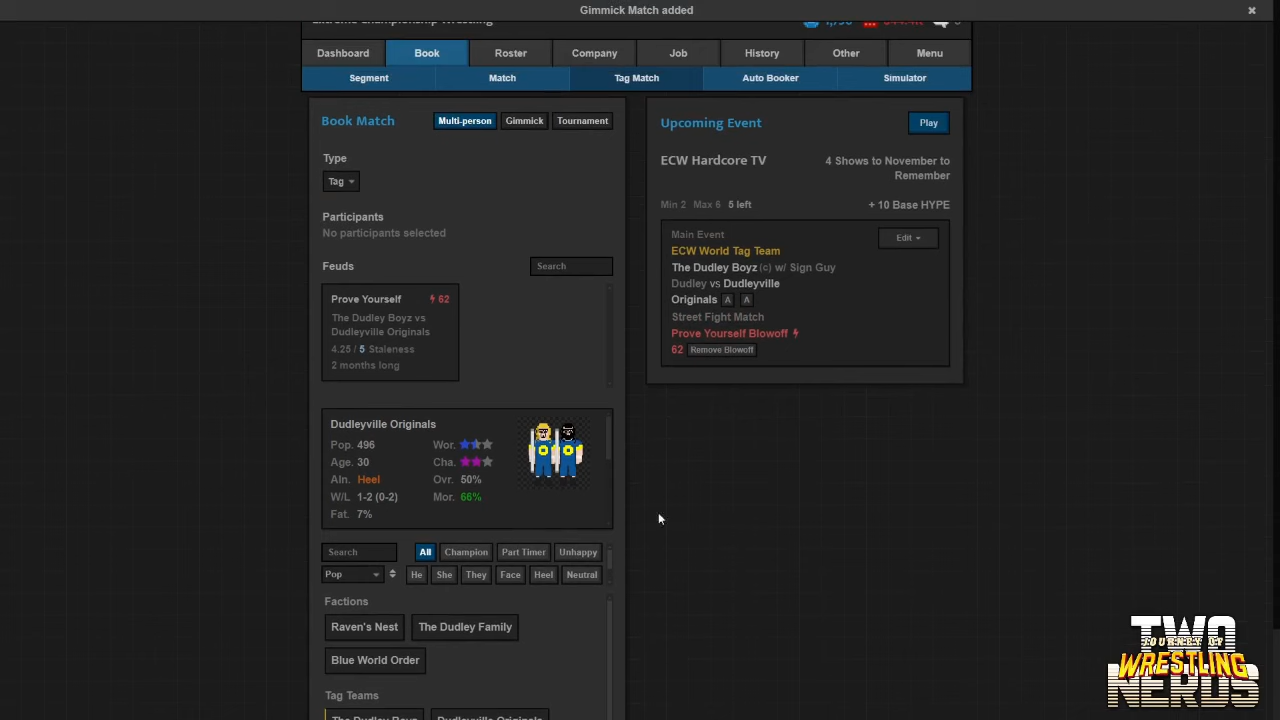 Gimmick Match added
Dashboard Book Roster Company Job History Other Menu
Segment Match Tag Match Auto Booker Simulator
Book Match Multi-person Gimmick Tournament
Type
Tag
Participants
No participants selected
Feuds Search
Prove Yourself 62
The Dudley Boyz vs
Dudleyville Originals
4.25 / 5 Staleness
2 months long
Dudleyville Originals
Pop. 496 Wor.
Age. 30 Cha.
Aln. Heel Ovr. 50%
W/L 1-2 (0-2) Mor. 66%
Fat. 7%
Search All Champion Part Timer Unhappy
Pop He She They Face Heel Neutral
Factions
Raven's Nest The Dudley Family
Blue World Order
Tag Teams
The Dudley Boyz Dudleyville Originals
Upcoming Event Play
ECW Hardcore TV 4 Shows to November to
Remember
Min 2 Max 6 5 left + 10 Base HYPE
Main Event Edit
ECW World Tag Team
The Dudley Boyz (c) w/ Sign Guy
Dudley vs Dudleyville
Originals A A
Street Fight Match
Prove Yourself Blowoff
62 Remove Blowoff
TWO
JOURNEY OF
WRESTLING
NERDS